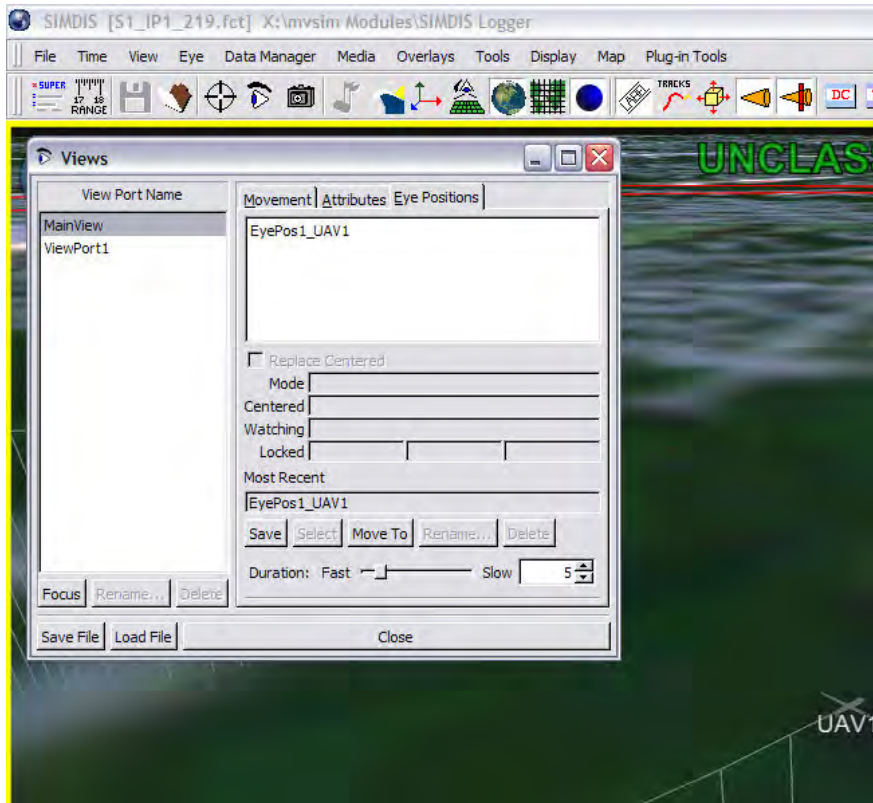 SIMDIS [S1_IP1_219.fct] X:\mvsim Modules\SIMDIS Logger
File Time View Eye Data Manager Media Overlays Tools Display Map Plug-in Tools
SUPER
17 18
RANGE
TRACKS
DC
Views
UNCLAS
View Port Name
MainView
ViewPort1
Movement Attributes Eye Positions
EyePos1_UAV1
Replace Centered
Mode
Centered
Watching
Locked
Most Recent
EyePos1_UAV1
Save Select Move To Rename... Delete
Duration: Fast Slow 5
Focus Rename... Delete
Save File Load File Close
UAV1